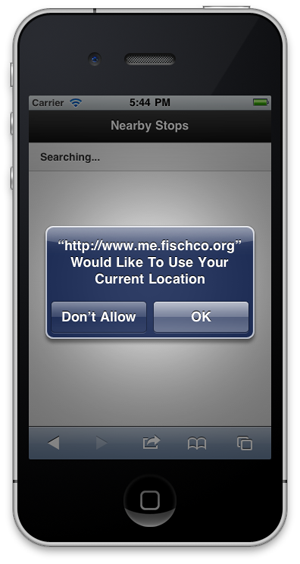 Carrier 5:44 PM
Nearby Stops
Searching...
“http://www.me.fischco.org”
Would Like To Use Your
Current Location
Don’t Allow OK